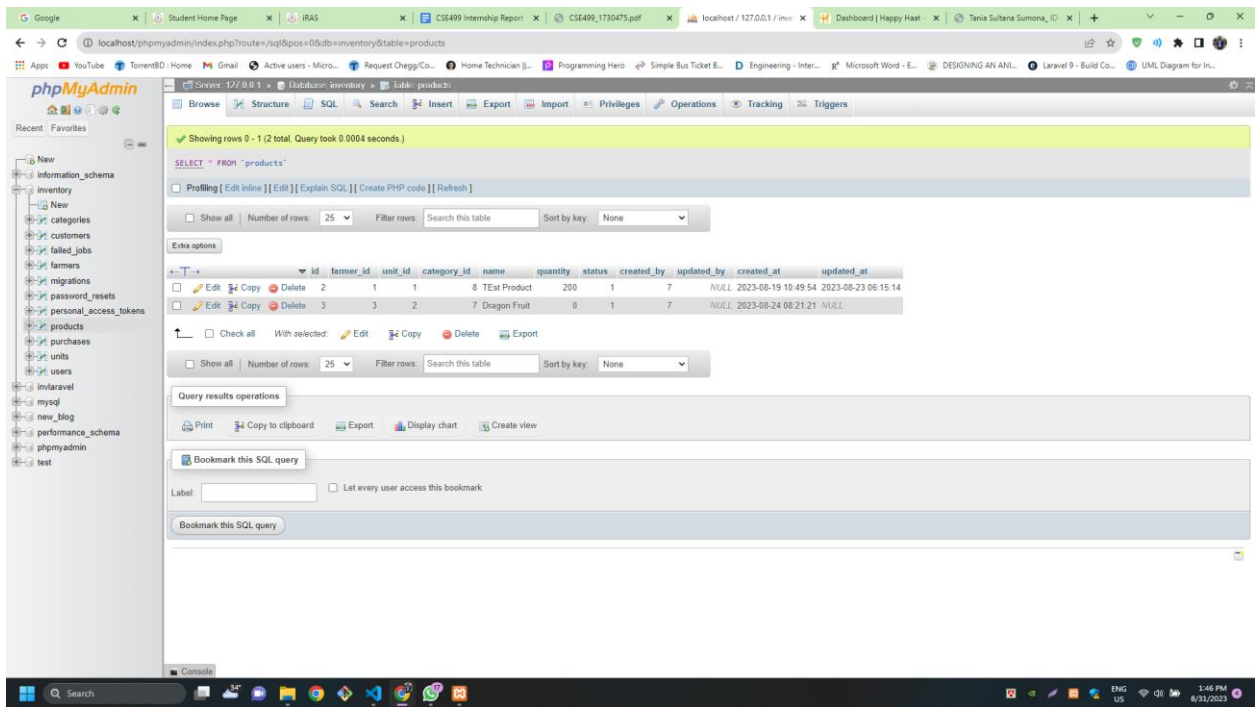 Google Student Home Page iRAS CSE499 Internship Report CSE499_1730475.pdf localhost / 127.0.0.1 / inve Dashboard | Happy Haat - Tania Sultana Sumona_ ID-
localhost/phpmyadmin/index.php?route=/sql&pos=0&db=inventory&table=products
Apps YouTube TorrentBD : Home Gmail Active users - Micro... Request Chegg/Co... Home Technician ||... Programming Hero Simple Bus Ticket B... Engineering - Inter... Microsoft Word - E... DESIGNING AN ANI... Laravel 9 - Build Co... UML Diagram for In...
phpMyAdmin
Recent Favorites
New
information_schema
inventory
New
categories
customers
failed_jobs
farmers
migrations
password_resets
personal_access_tokens
products
purchases
units
users
invlaravel
mysql
new_blog
performance_schema
phpmyadmin
test
Server: 127.0.0.1 » Database: inventory » Table: products
Browse Structure SQL Search Insert Export Import Privileges Operations Tracking Triggers
Showing rows 0 - 1 (2 total, Query took 0.0004 seconds.)
SELECT * FROM `products`
Profiling [ Edit inline ] [ Edit ] [ Explain SQL ] [ Create PHP code ] [ Refresh ]
Show all | Number of rows: 25 Filter rows: Search this table Sort by key: None
Extra options
id farmer_id unit_id category_id name quantity status created_by updated_by created_at updated_at
Edit Copy Delete 2 1 1 8 TEst Product 200 1 7 NULL 2023-08-19 10:49:54 2023-08-23 06:15:14
Edit Copy Delete 3 3 2 7 Dragon Fruit 0 1 7 NULL 2023-08-24 08:21:21 NULL
Check all With selected: Edit Copy Delete Export
Show all | Number of rows: 25 Filter rows: Search this table Sort by key: None
Query results operations
Print Copy to clipboard Export Display chart Create view
Bookmark this SQL query
Label: Let every user access this bookmark
Bookmark this SQL query
Console
Search 34° ENG US 1:46 PM 8/31/2023